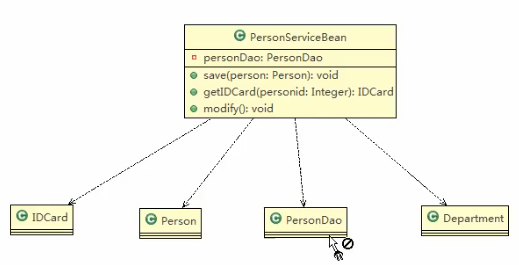 PersonServiceBean
personDao: PersonDao
save(person: Person): void
getIDCard(personid: Integer): IDCard
modify(): void
IDCard
Person
PersonDao
Department